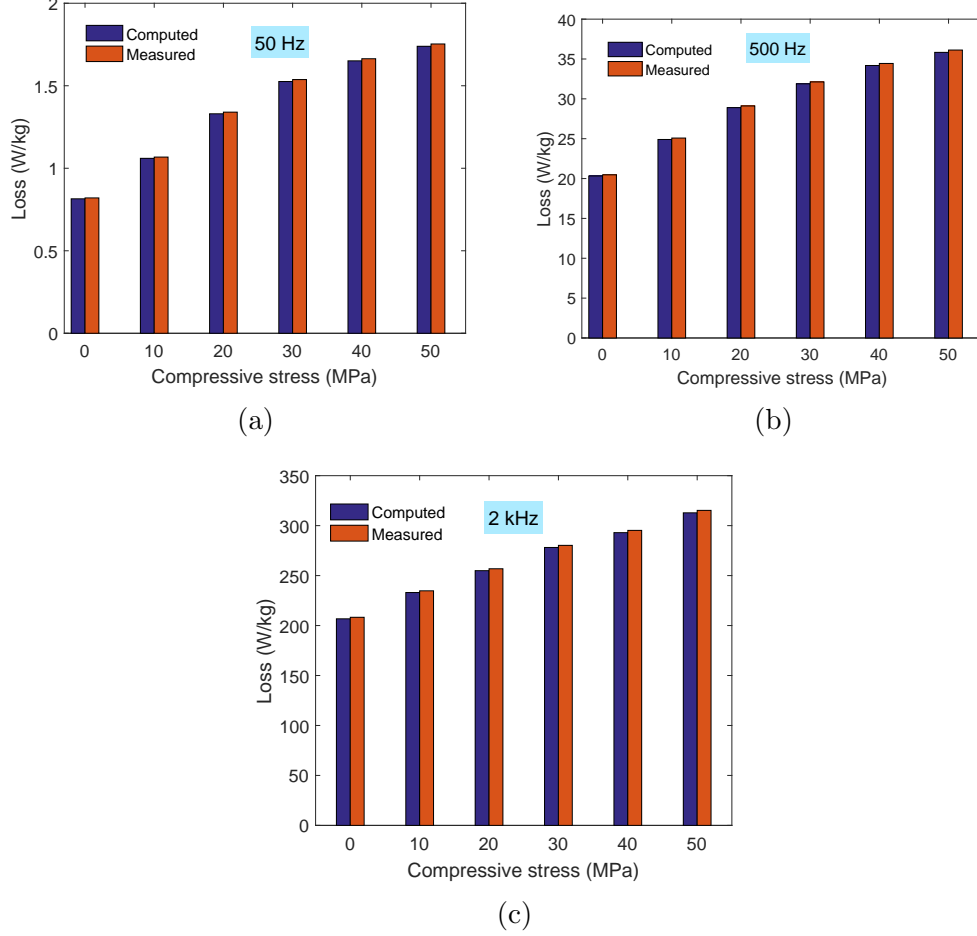 2
1.5
1
0.5
0
Loss (W/kg)
Computed
Measured
50 Hz
0 10 20 30 40 50
Compressive stress (MPa)
(a)
40
35
30
25
20
15
10
5
0
Loss (W/kg)
Computed
Measured
500 Hz
0 10 20 30 40 50
Compressive stress (MPa)
(b)
350
300
250
200
150
100
50
0
Loss (W/kg)
Computed
Measured
2 kHz
0 10 20 30 40 50
Compressive stress (MPa)
(c)